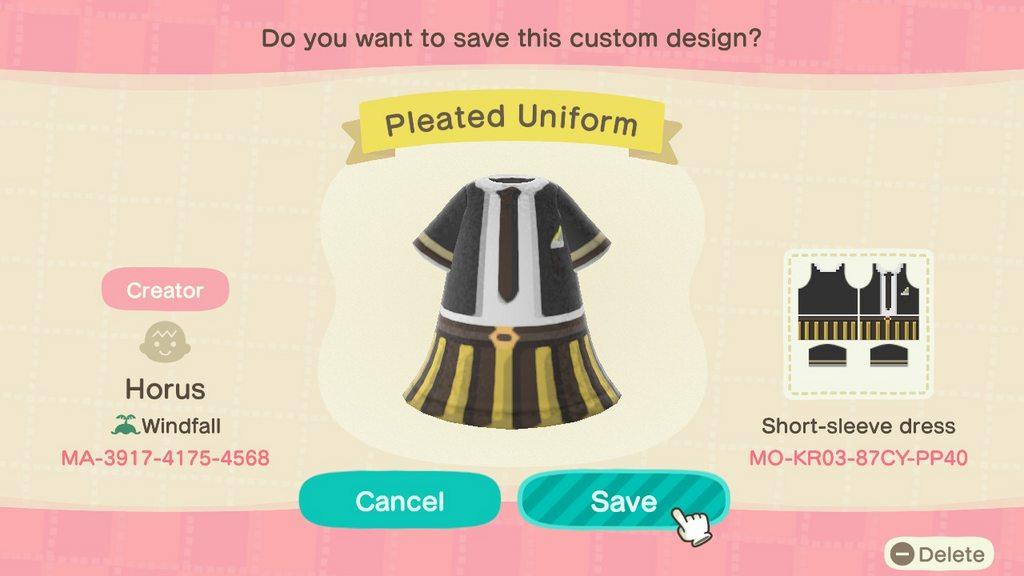 Do you want to save this custom design?
Pleated Uniform
Creator
Horus
Windfall
MA-3917-4175-4568
Short-sleeve dress
MO-KR03-87CY-PP40
Cancel
Save
Delete